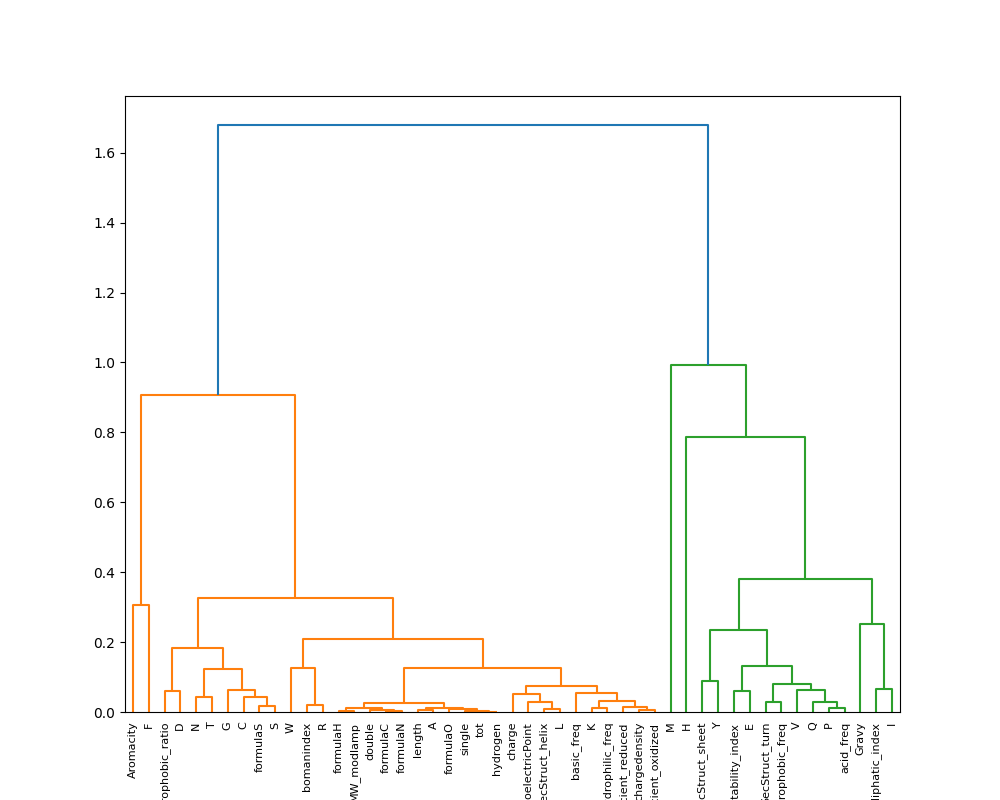 1.6
1.4
1.2
1.0
0.8
0.6
0.4
0.2
0.0
Aromacity
F
rophobic_ratio
D
N
T
G
C
formulaS
S
W
bomanindex
R
formulaH
MW_modlamp
double
formulaC
formulaN
length
A
formulaO
single
tot
hydrogen
charge
oelectricPoint
ecStruct_helix
L
basic_freq
K
drophilic_freq
cient_reduced
chargedensity
cient_oxidized
M
H
cStruct_sheet
Y
tability_index
E
SecStruct_turn
rophobic_freq
V
Q
P
acid_freq
Gravy
liphatic_index
I